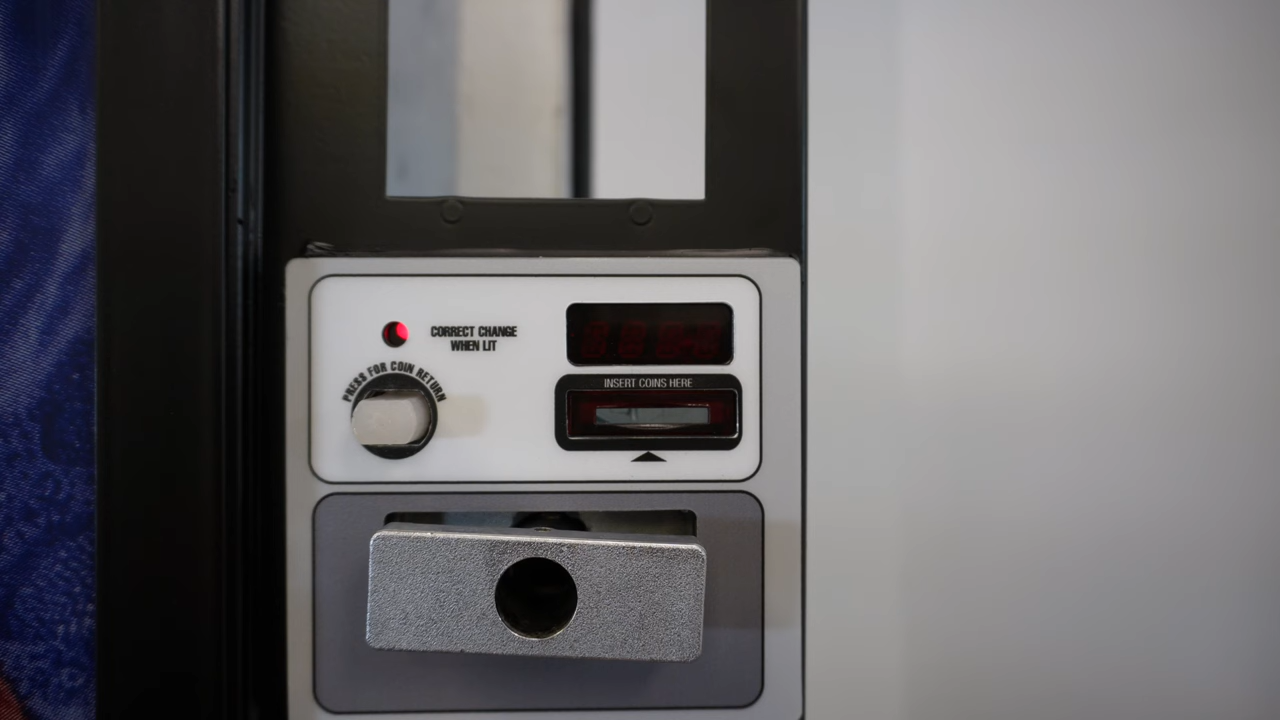 CORRECT CHANGE
WHEN LIT
PRESS FOR COIN RETURN
INSERT COINS HERE